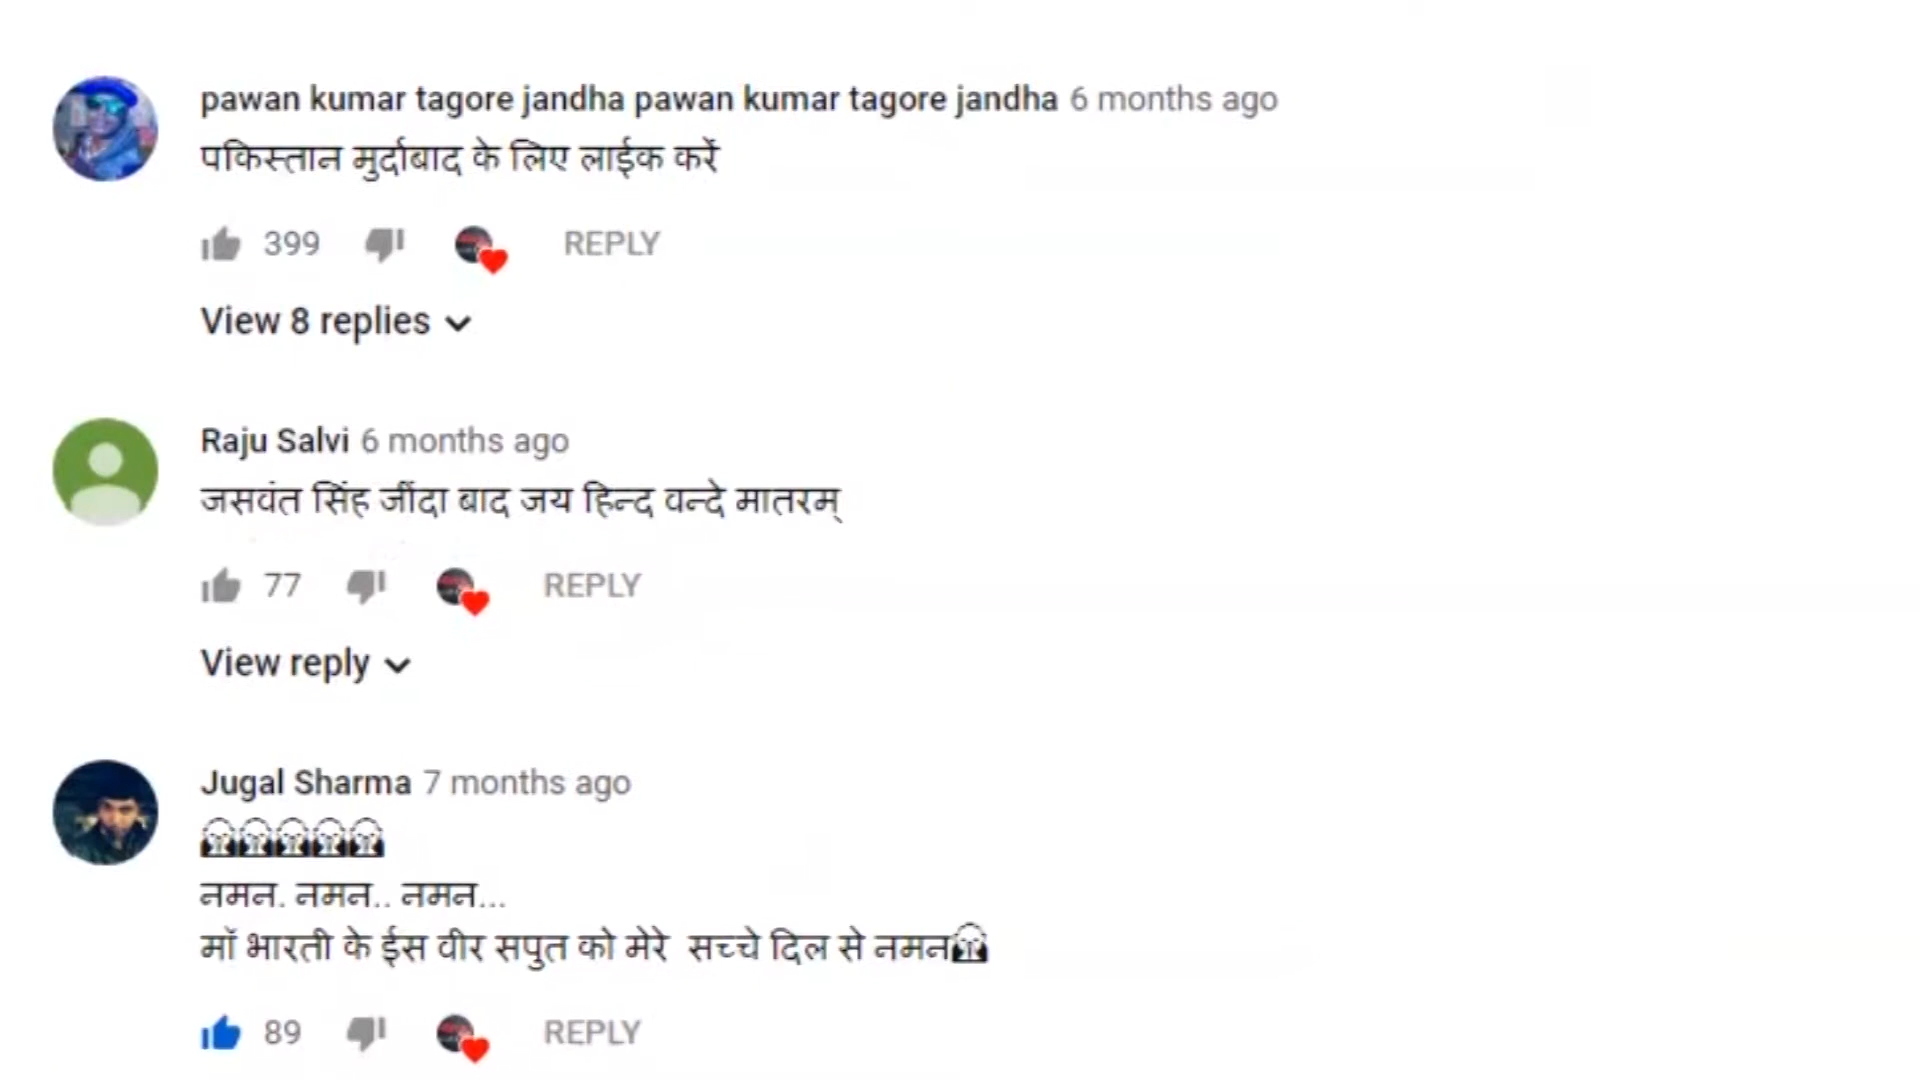 pawan kumar tagore jandha pawan kumar tagore jandha 6 months ago
पकिस्तान मुर्दाबाद के लिए लाईक करें
399 REPLY
View 8 replies
Raju Salvi 6 months ago
जसवंत सिंह जींदा बाद जय हिन्द वन्दे मातरम्
77 REPLY
View reply
Jugal Sharma 7 months ago
नमन. नमन.. नमन...
मॉ भारती के ईस वीर सपुत को मेरे सच्चे दिल से नमन
89 REPLY